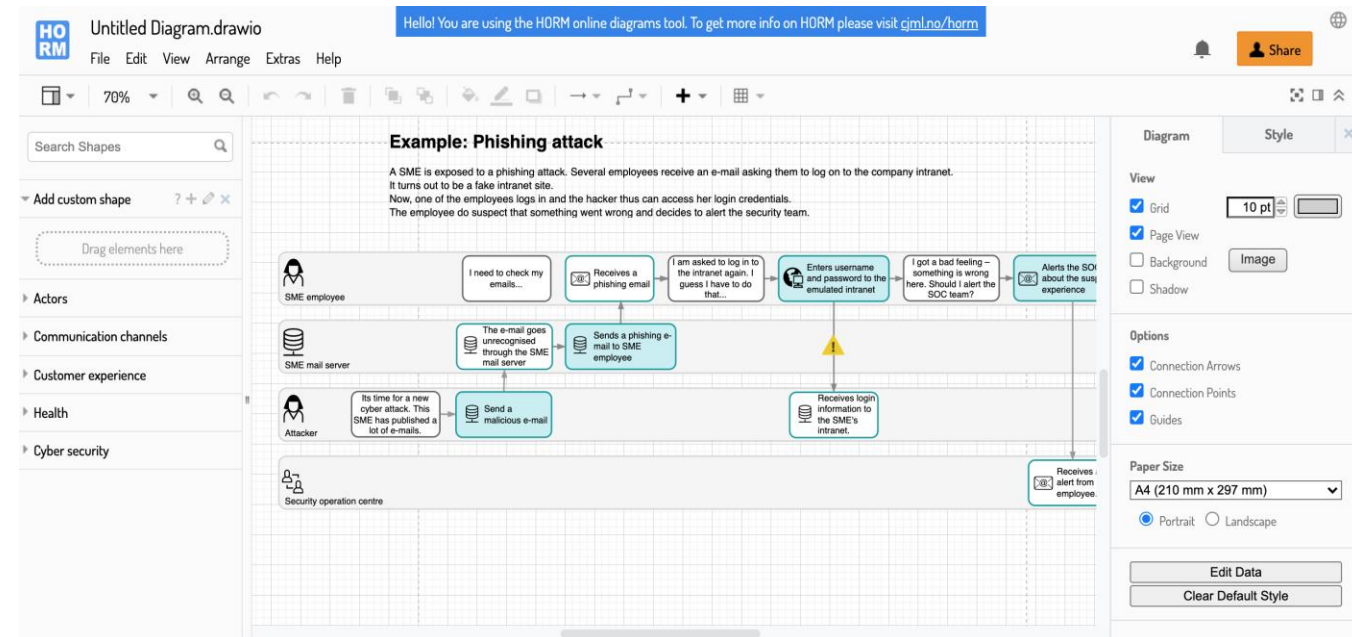 HO
RM
Untitled Diagram.drawio
Hello! You are using the HORM online diagrams tool. To get more info on HORM please visit cjml.no/horm
File Edit View Arrange Extras Help
Share
70%
Search Shapes
Add custom shape
?
Drag elements here
Actors
Communication channels
Customer experience
Health
Cyber security
Example: Phishing attack
A SME is exposed to a phishing attack. Several employees receive an e-mail asking them to log on to the company intranet.
It turns out to be a fake intranet site.
Now, one of the employees logs in and the hacker thus can access her login credentials.
The employee do suspect that something went wrong and decides to alert the security team.
SME employee
I need to check my
emails...
Receives a
phishing email
I am asked to log in to
the intranet again. I
guess I have to do
that...
Enters username
and password to the
emulated intranet
I got a bad feeling –
something is wrong
here. Should I alert the
SOC team?
Alerts the SO
about the sus
experience
SME mail server
The e-mail goes
unrecognised
through the SME
mail server
Sends a phishing e-
mail to SME
employee
!
Attacker
Its time for a new
cyber attack. This
SME has published a
lot of e-mails.
Send a
malicious e-mail
Receives login
information to
the SME's
intranet.
Security operation centre
Receives
alert from
employee.
Diagram
Style
View
Grid
10 pt
Page View
Background
Image
Shadow
Options
Connection Arrows
Connection Points
Guides
Paper Size
A4 (210 mm x 297 mm)
Portrait
Landscape
Edit Data
Clear Default Style